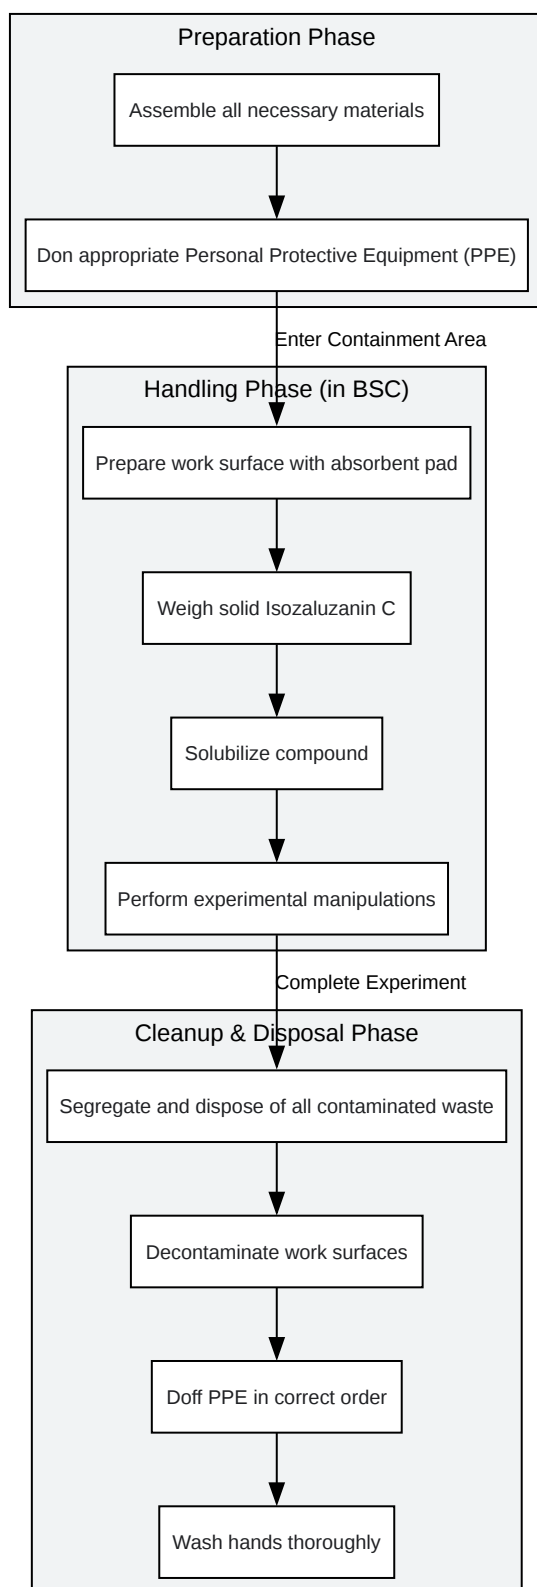 Preparation Phase
Assemble all necessary materials
Don appropriate Personal Protective Equipment (PPE)
Enter Containment Area
Handling Phase (in BSC)
Prepare work surface with absorbent pad
Weigh solid Isozaluzanin C
Solubilize compound
Perform experimental manipulations
Complete Experiment
Cleanup & Disposal Phase
Segregate and dispose of all contaminated waste
Decontaminate work surfaces
Doff PPE in correct order
Wash hands thoroughly